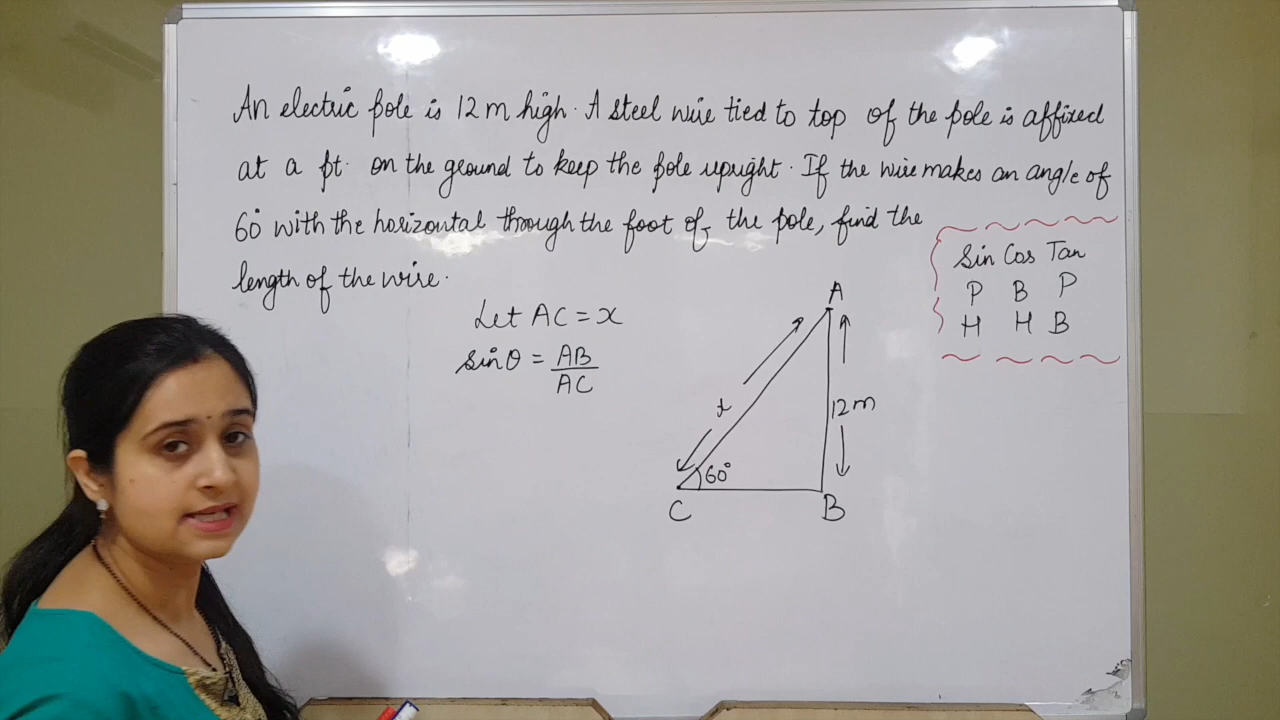 An electric pole is 12 m high. A steel wire tied to top of the pole is affixed
at a pt. on the ground to keep the pole upright. If the wire makes an angle of
60° with the horizontal through the foot of the pole, find the
length of the wire.
Sin Cos Tan
P B P
H H B
Let AC = x
sinθ = AB
AC
A
x
12m
60°
C
B